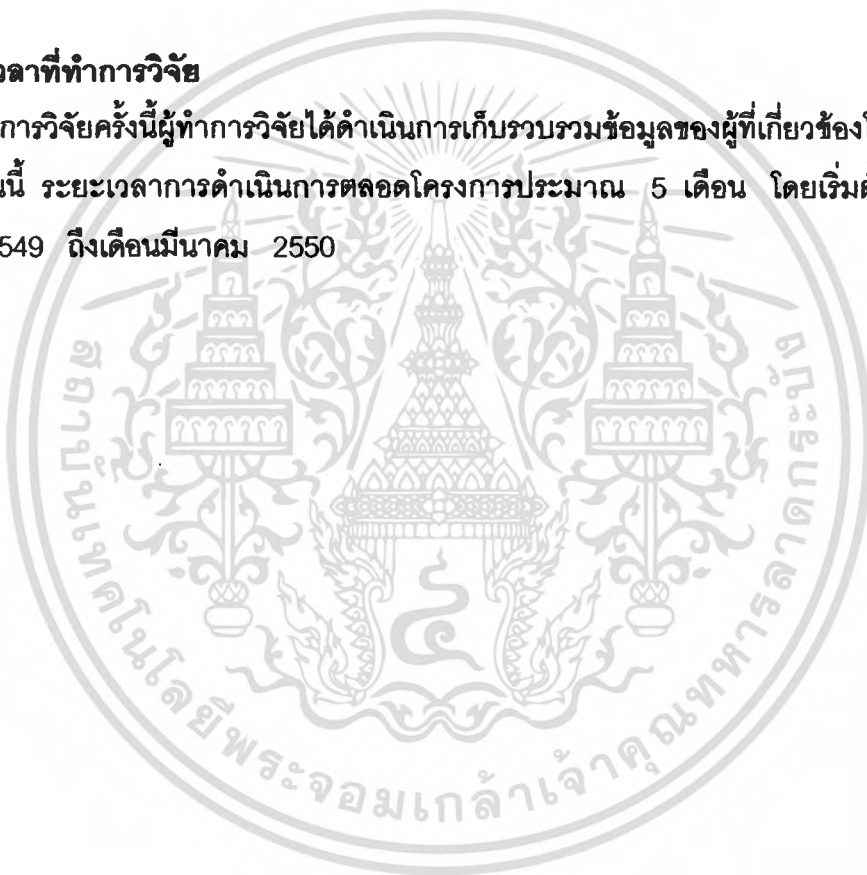 วลาที่ทำการวิจัย
การวิจัยครั้งนี้ผู้ทำการวิจัยได้ดำเนินการเก็บรวบรวมข้อมูลของผู้ที่เกี่ยวข้อง
นี้ ระยะเวลาการดำเนินการตลอดโครงการประมาณ 5 เดือน โดยเริ่ม
549 ถึงเดือนมีนาคม 2550
สถาบันเทคโนโลยีพระจอมเกล้าเจ้าคุณทหารลาดกระบัง